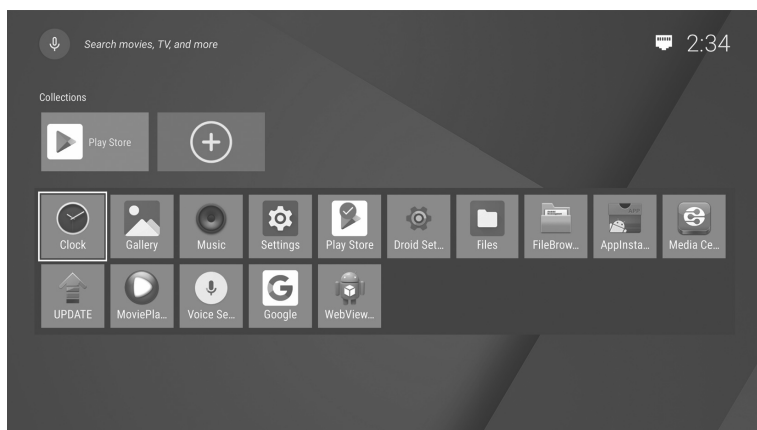 Search movies, TV, and more
2:34
Collections
Play Store
Clock
Gallery
Music
Settings
Play Store
Droid Set...
Files
FileBrow...
AppInsta...
Media Ce...
UPDATE
MoviePla...
Voice Se...
Google
WebView...